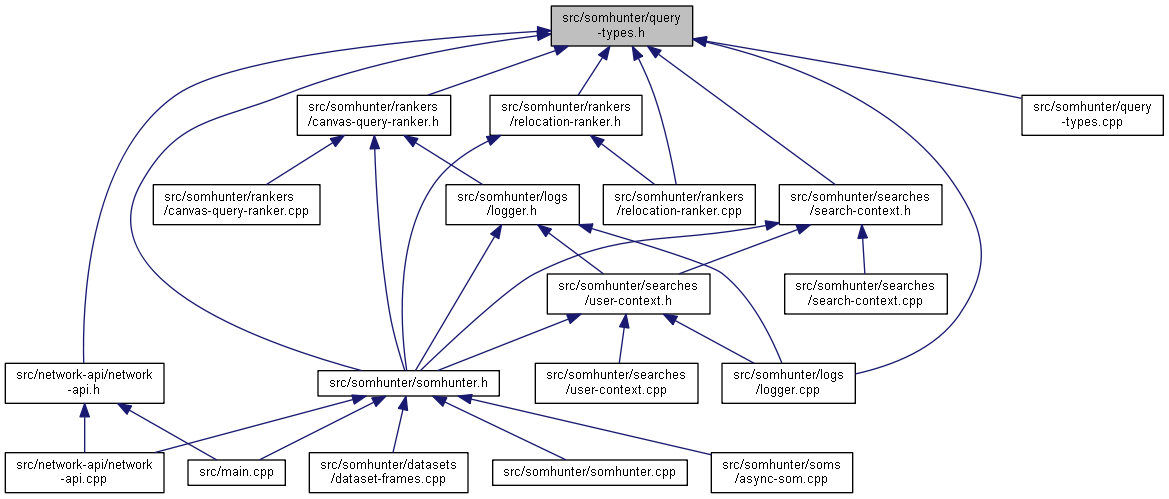 src/somhunter/query
-types.h
src/somhunter/rankers
/canvas-query-ranker.h
src/somhunter/rankers
/relocation-ranker.h
src/somhunter/query
-types.cpp
src/somhunter/rankers
/canvas-query-ranker.cpp
src/somhunter/logs
/logger.h
src/somhunter/rankers
/relocation-ranker.cpp
src/somhunter/searches
/search-context.h
src/somhunter/searches
/user-context.h
src/somhunter/searches
/search-context.cpp
src/network-api/network
-api.h
src/somhunter/somhunter.h
src/somhunter/searches
/user-context.cpp
src/somhunter/logs
/logger.cpp
src/network-api/network
-api.cpp
src/main.cpp
src/somhunter/datasets
/dataset-frames.cpp
src/somhunter/somhunter.cpp
src/somhunter/soms
/async-som.cpp